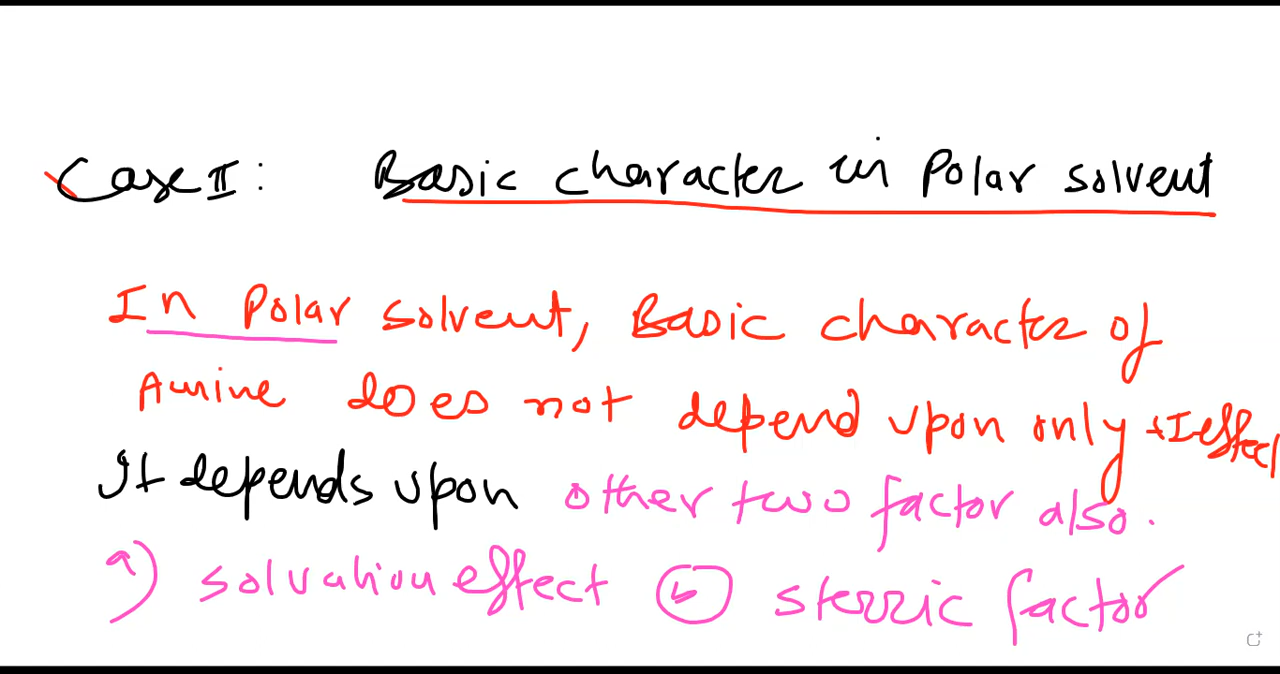 Case II : Basic character in Polar solvent
In Polar solvent, Basic character of
Amine does not depend upon only +I effect
It depends upon other two factor also.
a) solvation effect (b) sterric factor